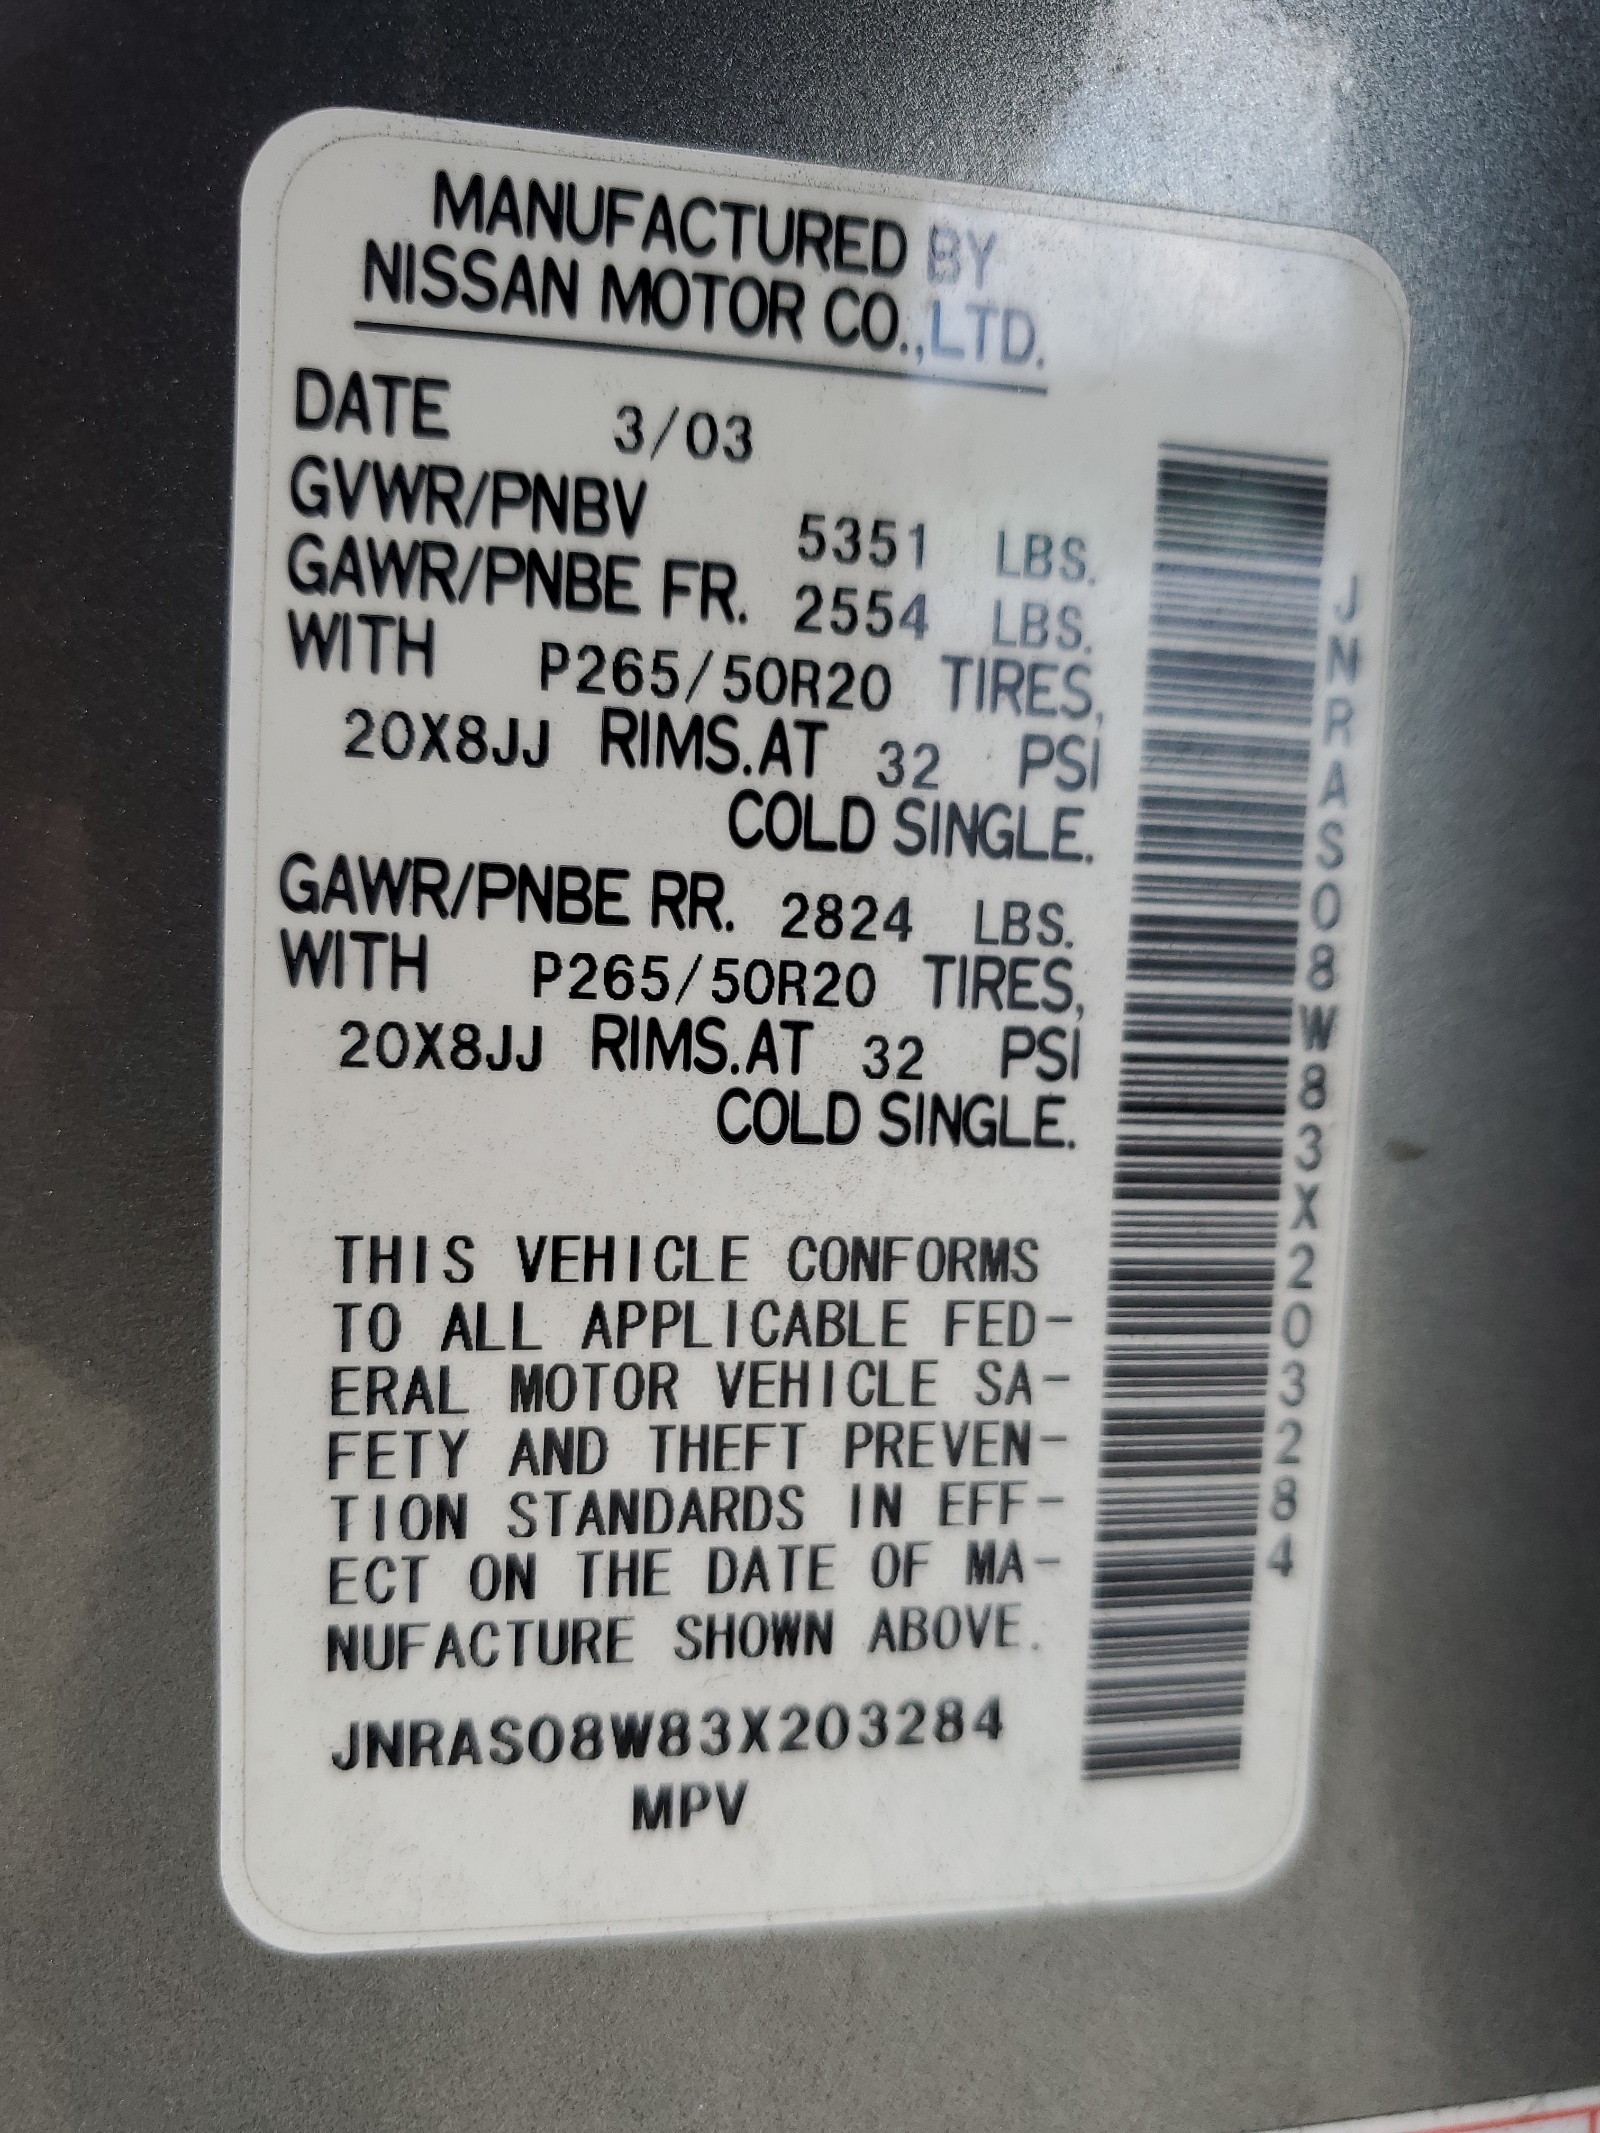 MANUFACTURED BY
NISSAN MOTOR CO.,LTD.
DATE 3/03
GVWR/PNBV 5351 LBS.
GAWR/PNBE FR. 2554 LBS.
WITH P265/50R20 TIRES,
20X8JJ RIMS.AT 32 PSI
COLD SINGLE.
GAWR/PNBE RR. 2824 LBS.
WITH P265/50R20 TIRES,
20X8JJ RIMS.AT 32 PSI
COLD SINGLE.
THIS VEHICLE CONFORMS
TO ALL APPLICABLE FED-
ERAL MOTOR VEHICLE SA-
FETY AND THEFT PREVEN-
TION STANDARDS IN EFF-
ECT ON THE DATE OF MA-
NUFACTURE SHOWN ABOVE.
JNRAS08W83X203284
MPV
JNRAS08W83X203284